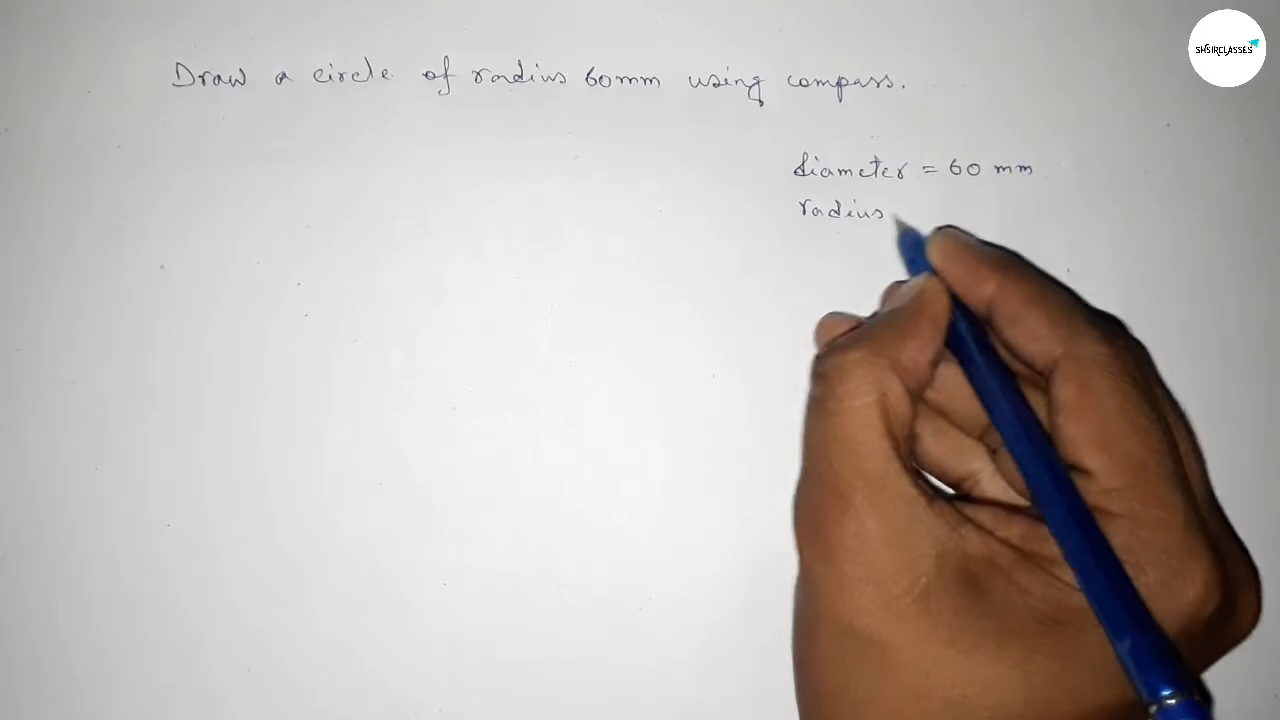 SHSIRCLASSES
Draw a circle of radius 60mm using compass.
diameter = 60 mm
radius